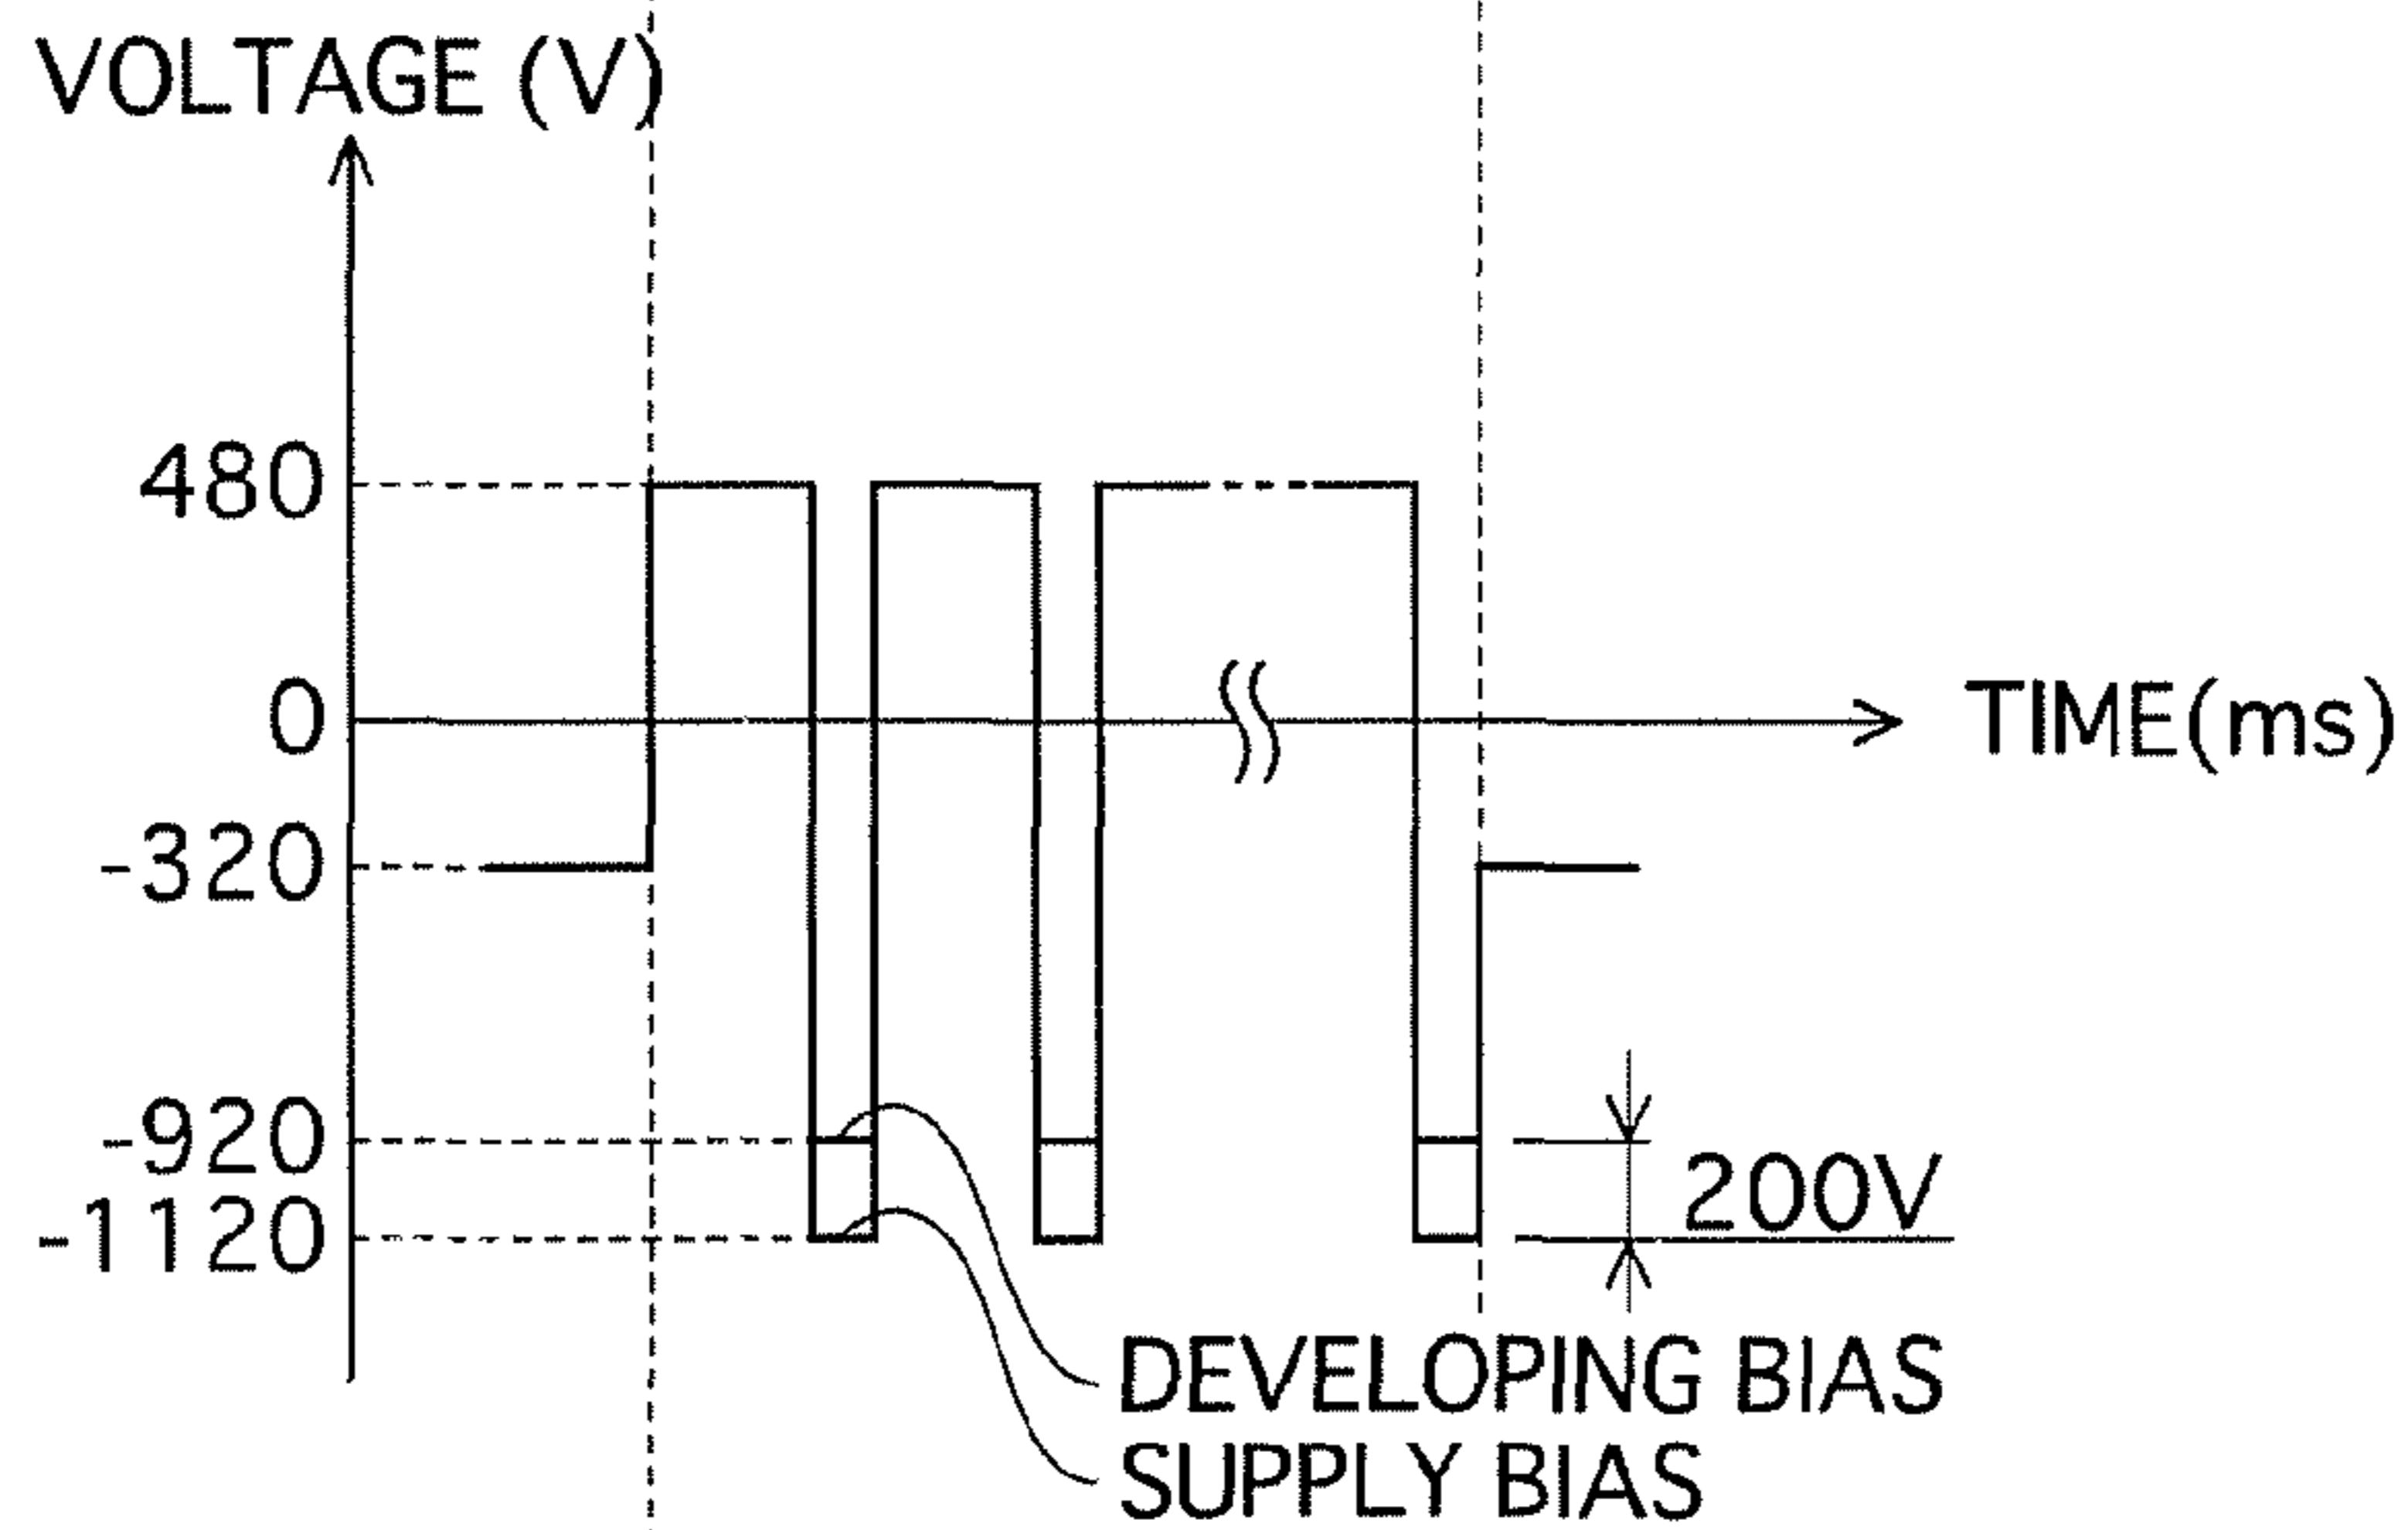 VOLTAGE (V)
480
0
TIME(ms)
-320
-920
-1120
200V
DEVELOPING BIAS
SUPPLY BIAS